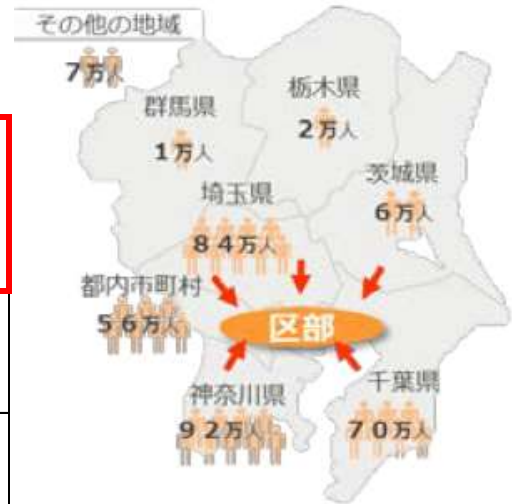 その他の地域
7万人
群馬県
1万人
栃木県
2万人
茨城県
6万人
埼玉県
84万人
都内市町村
56万人
区部
神奈川県
92万人
千葉県
70万人